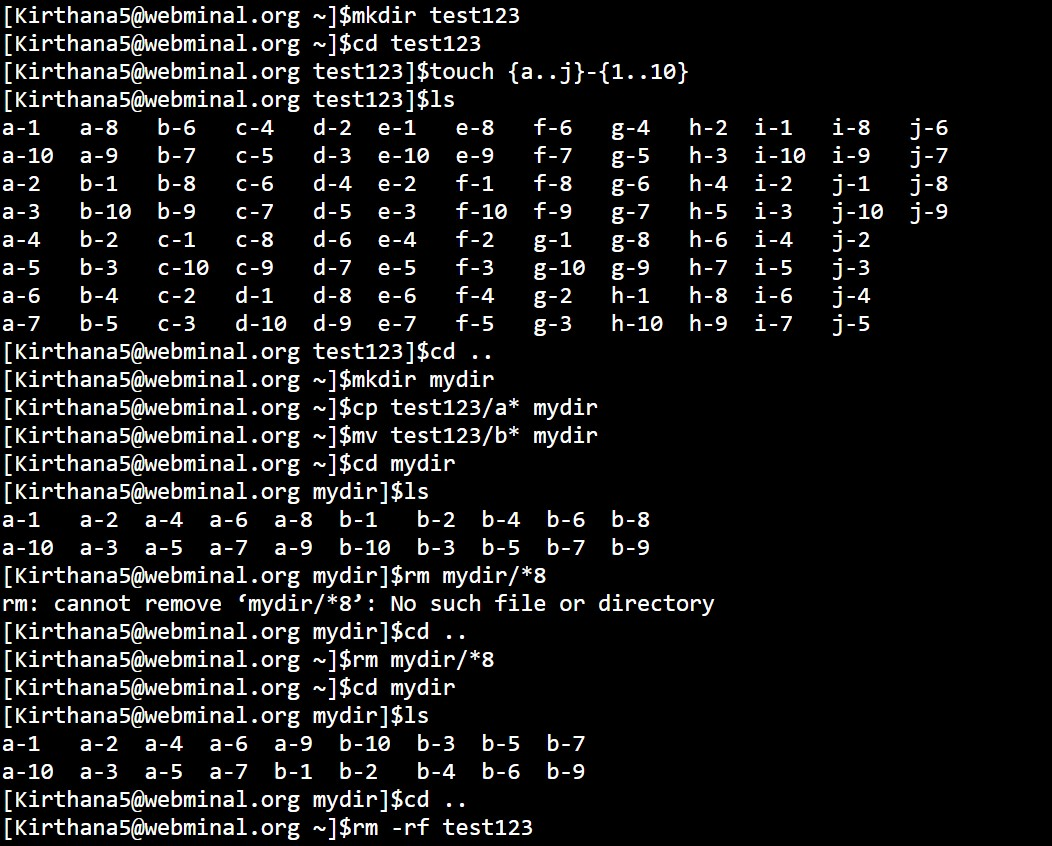 [Kirthana5@webminal.org ~]$mkdir test123
[Kirthana5@webminal.org ~]$cd test123
[Kirthana5@webminal.org test123]$touch {a..j}-{1..10}
[Kirthana5@webminal.org test123]$ls
a-1   a-8   b-6   c-4   d-2  e-1   e-8   f-6   g-4   h-2  i-1   i-8   j-6
a-10  a-9   b-7   c-5   d-3  e-10  e-9   f-7   g-5   h-3  i-10  i-9   j-7
a-2   b-1   b-8   c-6   d-4  e-2   f-1   f-8   g-6   h-4  i-2   j-1   j-8
a-3   b-10  b-9   c-7   d-5  e-3   f-10  f-9   g-7   h-5  i-3   j-10  j-9
a-4   b-2   c-1   c-8   d-6  e-4   f-2   g-1   g-8   h-6  i-4   j-2
a-5   b-3   c-10  c-9   d-7  e-5   f-3   g-10  g-9   h-7  i-5   j-3
a-6   b-4   c-2   d-1   d-8  e-6   f-4   g-2   h-1   h-8  i-6   j-4
a-7   b-5   c-3   d-10  d-9  e-7   f-5   g-3   h-10  h-9  i-7   j-5
[Kirthana5@webminal.org test123]$cd ..
[Kirthana5@webminal.org ~]$mkdir mydir
[Kirthana5@webminal.org ~]$cp test123/a* mydir
[Kirthana5@webminal.org ~]$mv test123/b* mydir
[Kirthana5@webminal.org ~]$cd mydir
[Kirthana5@webminal.org mydir]$ls
a-1   a-2  a-4  a-6  a-8  b-1   b-2  b-4  b-6  b-8
a-10  a-3  a-5  a-7  a-9  b-10  b-3  b-5  b-7  b-9
[Kirthana5@webminal.org mydir]$rm mydir/*8
rm: cannot remove ‘mydir/*8’: No such file or directory
[Kirthana5@webminal.org mydir]$cd ..
[Kirthana5@webminal.org ~]$rm mydir/*8
[Kirthana5@webminal.org ~]$cd mydir
[Kirthana5@webminal.org mydir]$ls
a-1   a-2  a-4  a-6  a-9  b-10  b-3  b-5  b-7
a-10  a-3  a-5  a-7  b-1  b-2   b-4  b-6  b-9
[Kirthana5@webminal.org mydir]$cd ..
[Kirthana5@webminal.org ~]$rm -rf test123